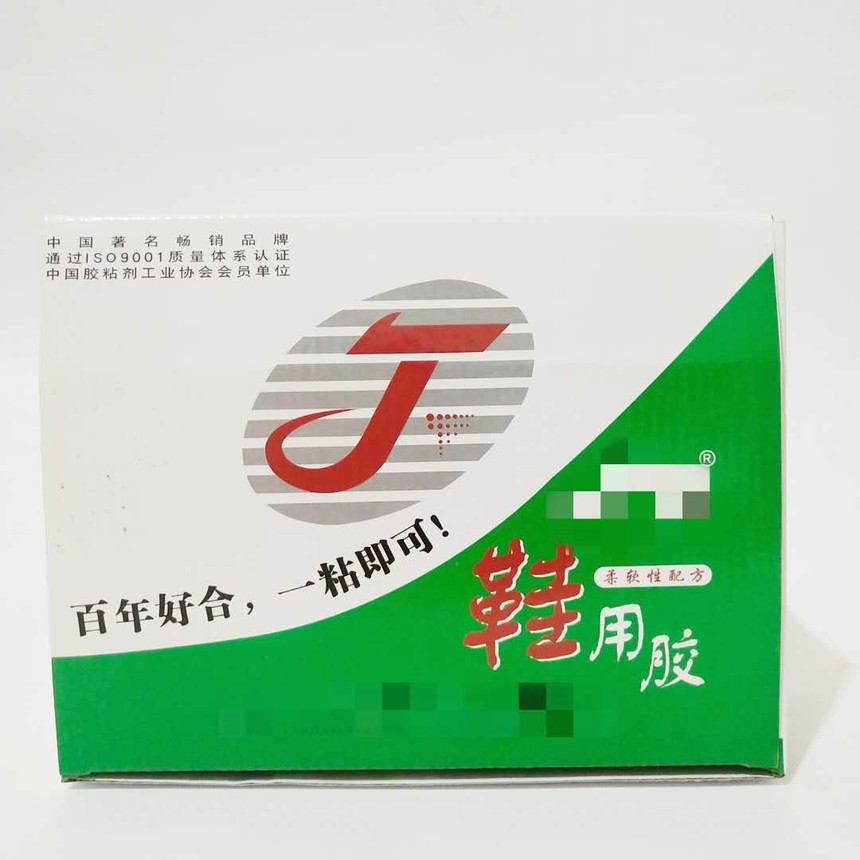 中国著名畅销品牌
通过ISO9001质量体系认证
中国胶粘剂工业协会会员单位
百年好合，一粘即可！
®
柔软性配方
鞋用胶